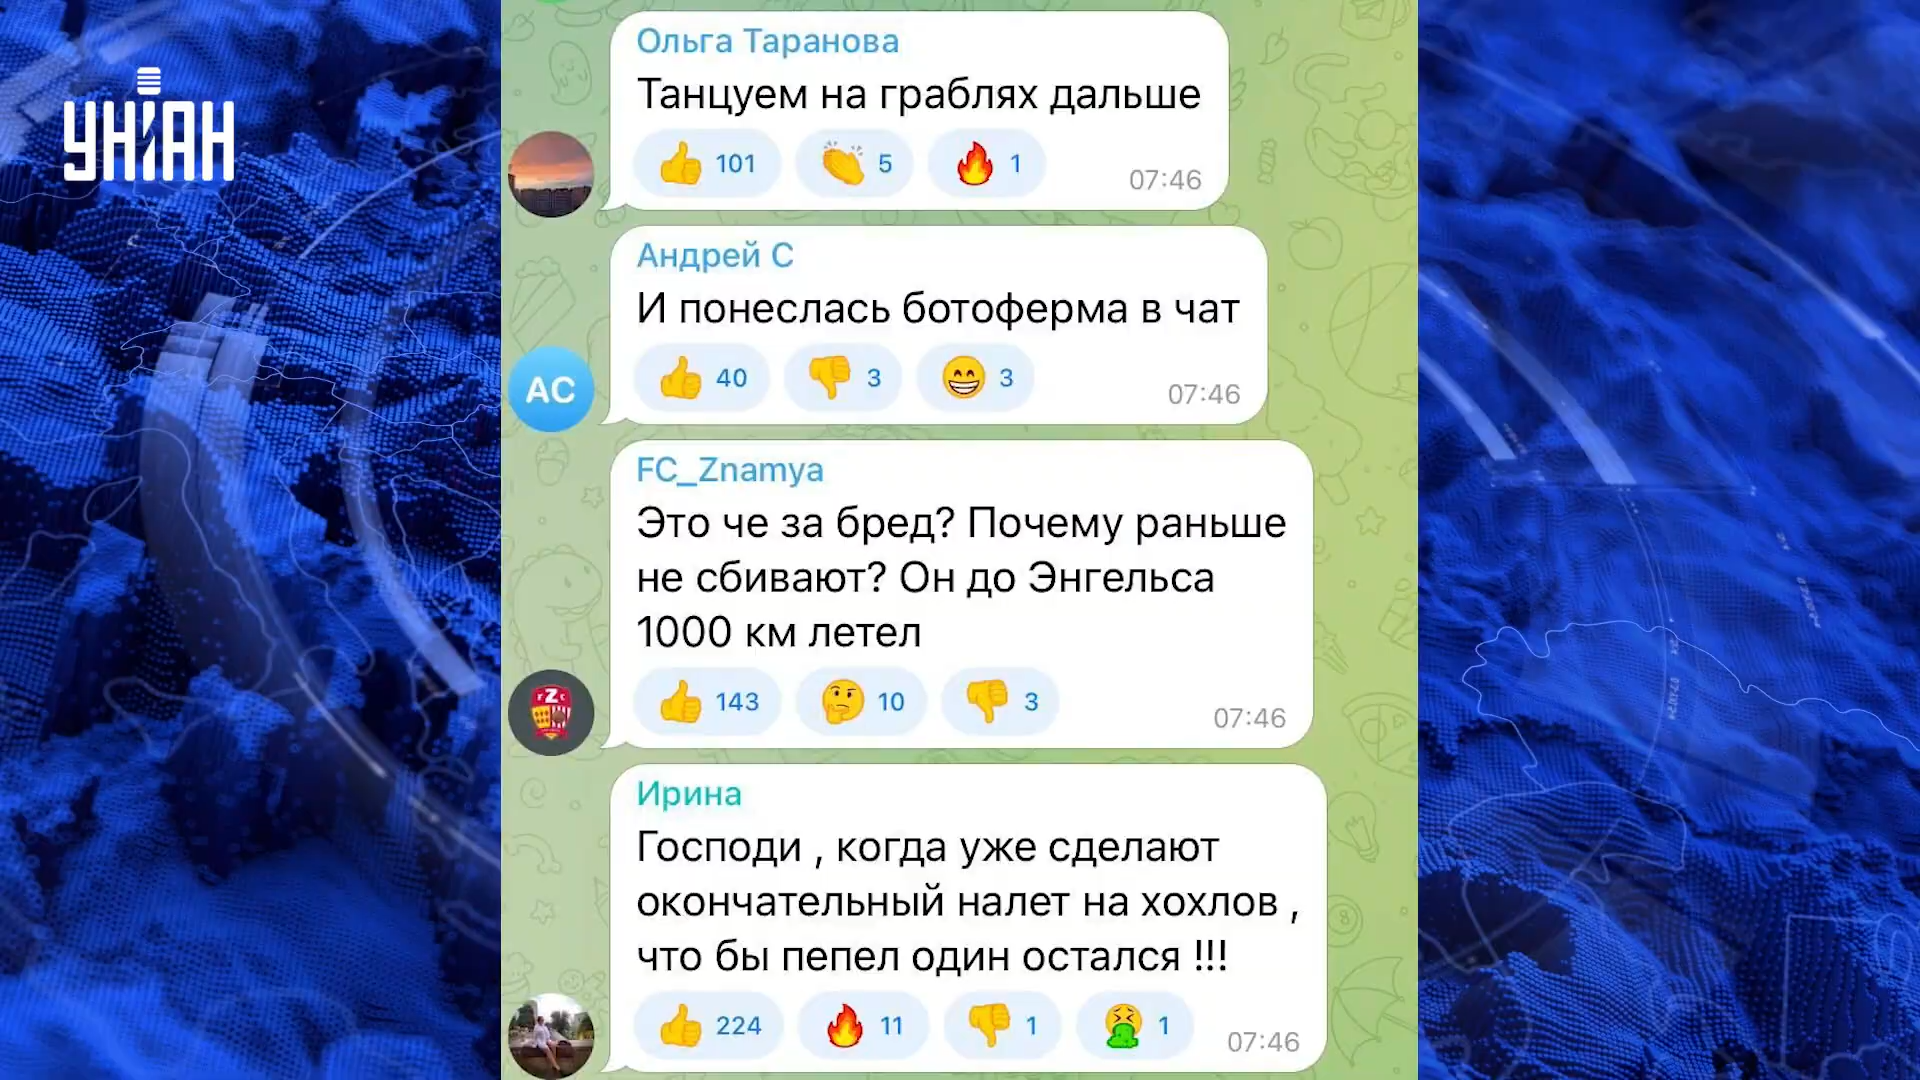 УНІАН
Ольга Таранова
Танцуем на граблях дальше
101 5 1
07:46
Андрей С
И понеслась ботоферма в чат
АС
40 3 3
07:46
FC_Znamya
Это че за бред? Почему раньше
не сбивают? Он до Энгельса
1000 км летел
143 10 3
07:46
Ирина
Господи , когда уже сделают
окончательный налет на хохлов ,
что бы пепел один остался !!!
224 11 1 1
07:46